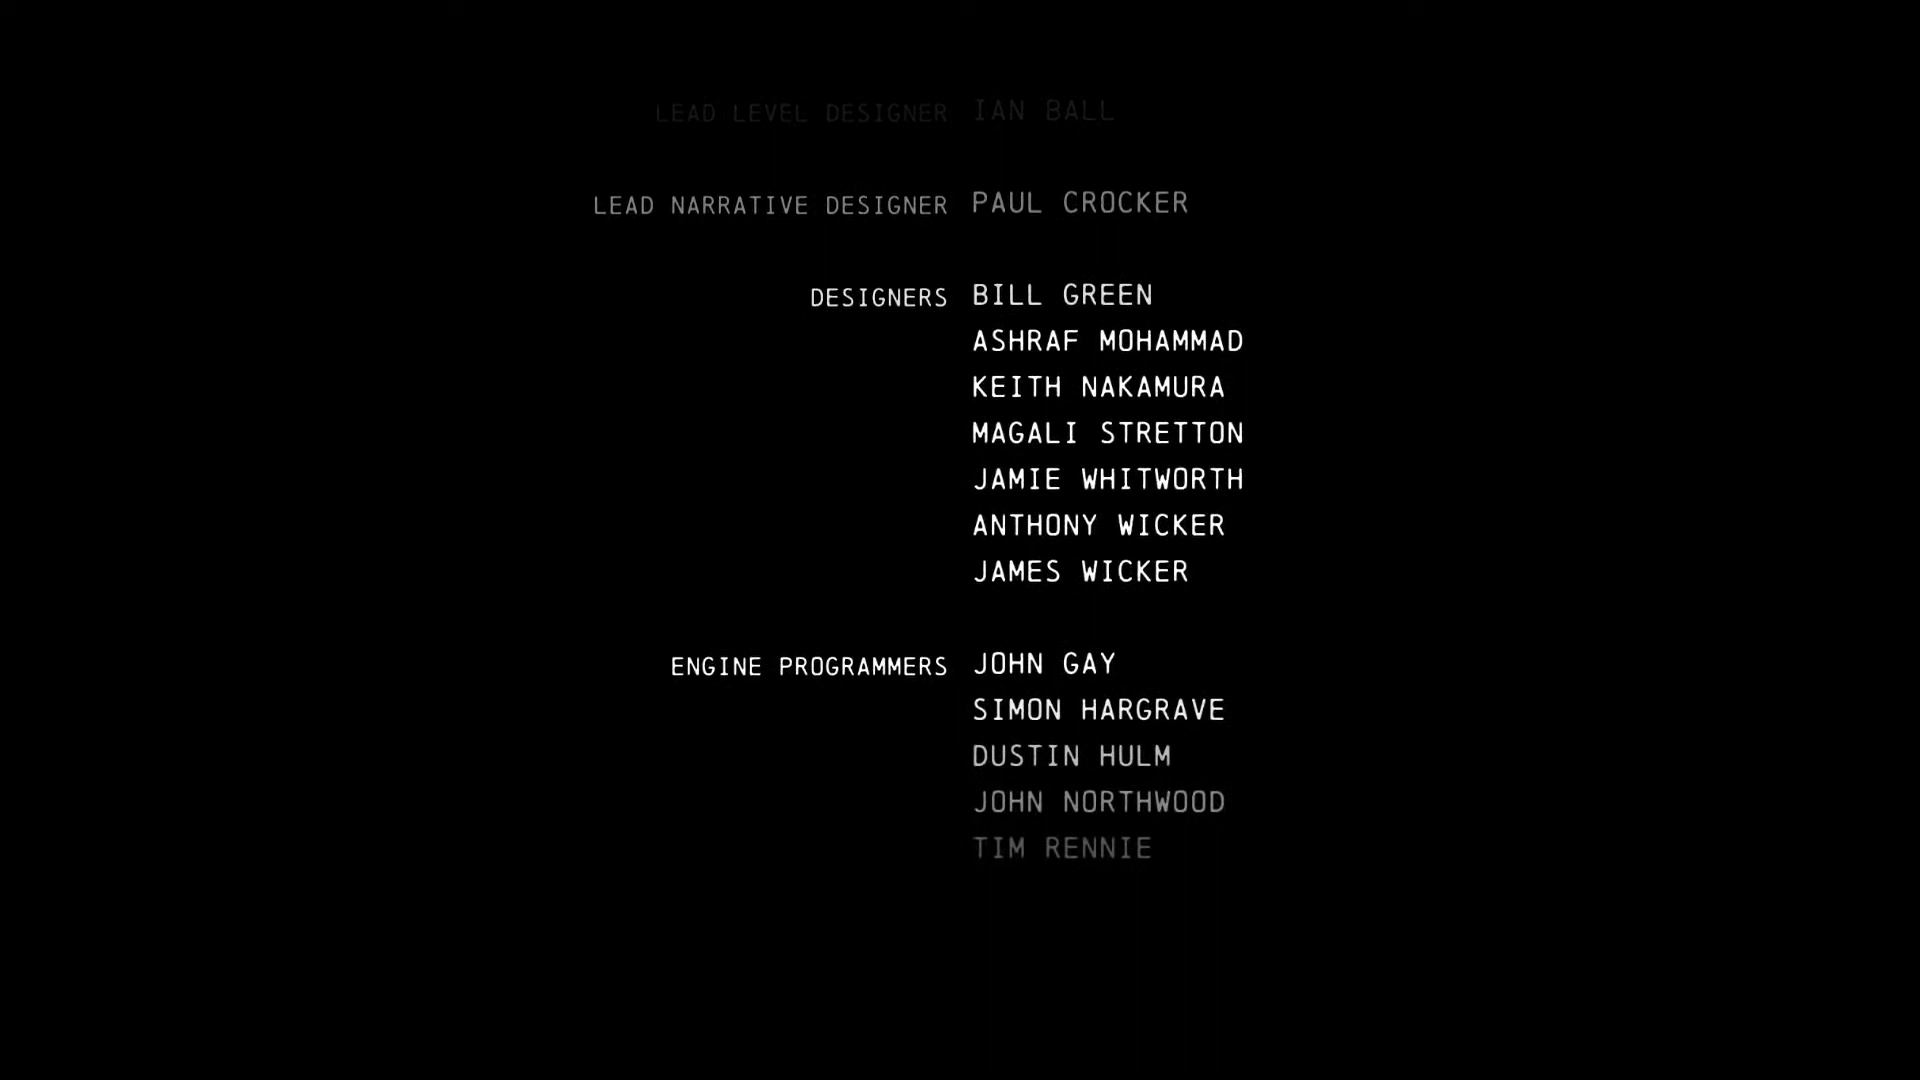 LEAD LEVEL DESIGNER IAN BALL
LEAD NARRATIVE DESIGNER PAUL CROCKER
DESIGNERS BILL GREEN
ASHRAF MOHAMMAD
KEITH NAKAMURA
MAGALI STRETTON
JAMIE WHITWORTH
ANTHONY WICKER
JAMES WICKER
ENGINE PROGRAMMERS JOHN GAY
SIMON HARGRAVE
DUSTIN HULM
JOHN NORTHWOOD
TIM RENNIE